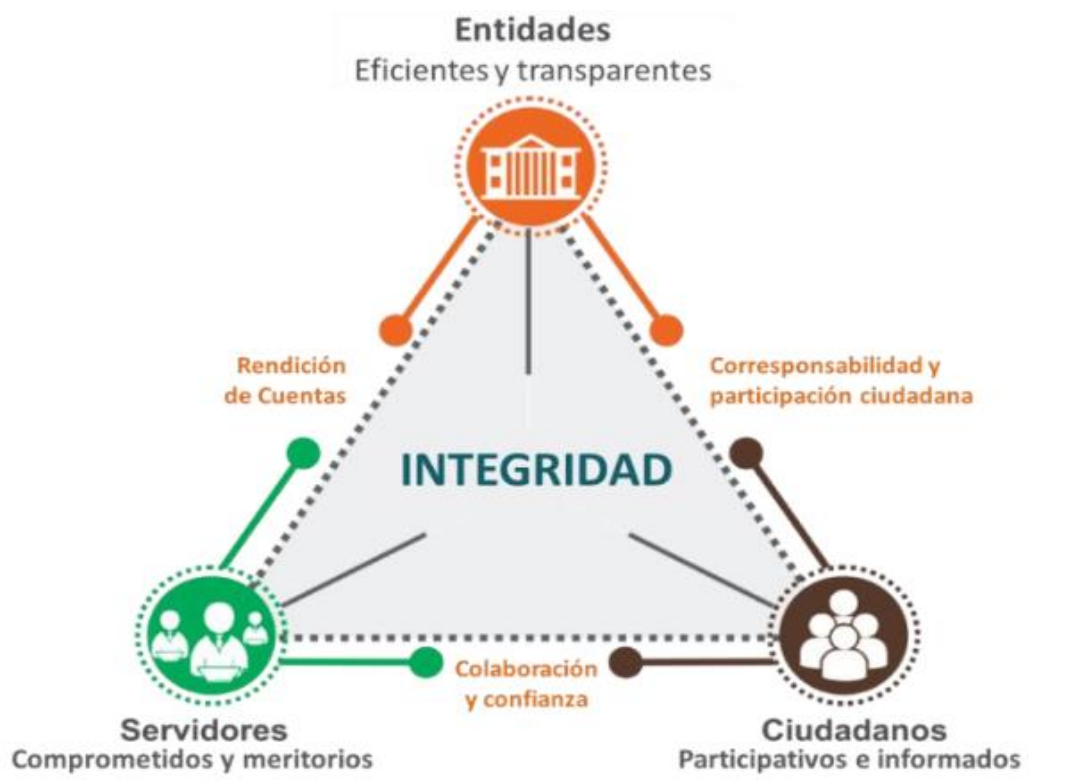 Entidades
Eficientes y transparentes
Rendición
de Cuentas
Corresponsabilidad y
participación ciudadana
INTEGRIDAD
Colaboración
y confianza
Servidores
Comprometidos y meritorios
Ciudadanos
Participativos e informados